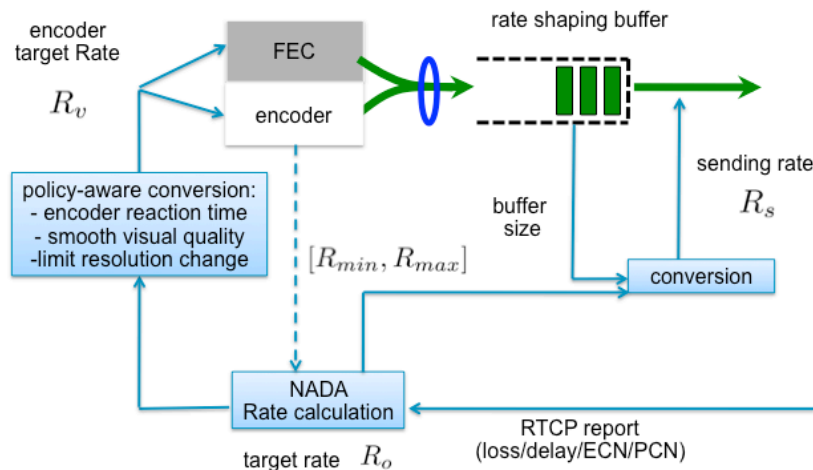 encoder
target Rate
R_v
FEC
encoder
rate shaping buffer
policy-aware conversion:
- encoder reaction time
- smooth visual quality
-limit resolution change
[R_min, R_max]
buffer
size
sending rate
R_s
conversion
NADA
Rate calculation
target rate R_o
RTCP report
(loss/delay/ECN/PCN)